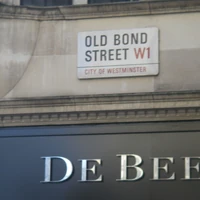 OLD BOND
STREET W1
CITY OF WESTMINSTER
DE BEE